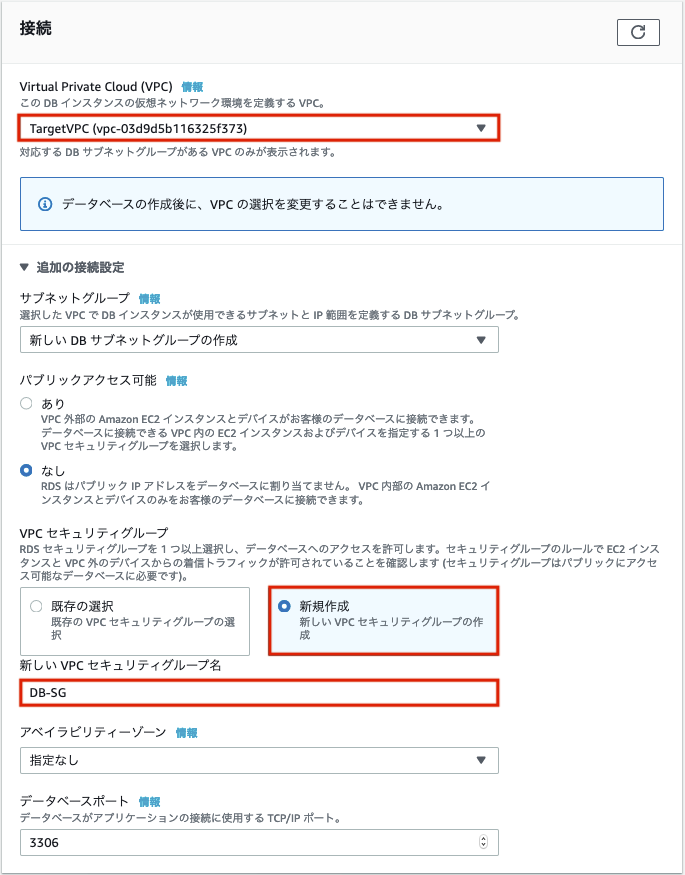 接続
Virtual Private Cloud (VPC) 情報
この DB インスタンスの仮想ネットワーク環境を定義する VPC。
TargetVPC (vpc-03d9d5b116325f373)
対応する DB サブネットグループがある VPC のみが表示されます。
データベースの作成後に、VPC の選択を変更することはできません。
追加の接続設定
サブネットグループ 情報
選択した VPC で DB インスタンスが使用できるサブネットと IP 範囲を定義する DB サブネットグループ。
新しい DB サブネットグループの作成
パブリックアクセス可能 情報
あり
VPC 外部の Amazon EC2 インスタンスとデバイスがお客様のデータベースに接続できます。
データベースに接続できる VPC 内の EC2 インスタンスおよびデバイスを指定する 1 つ以上の
VPC セキュリティグループを選択します。
なし
RDS はパブリック IP アドレスをデータベースに割り当てません。 VPC 内部の Amazon EC2 イ
ンスタンスとデバイスのみをお客様のデータベースに接続できます。
VPC セキュリティグループ
RDS セキュリティグループを 1 つ以上選択し、データベースへのアクセスを許可します。セキュリティグループのルールで EC2 インス
タンスと VPC 外のデバイスからの着信トラフィックが許可されていることを確認します (セキュリティグループはパブリックにアクセ
ス可能なデータベースに必要です)。
既存の選択
既存の VPC セキュリティグループの選
択
新規作成
新しい VPC セキュリティグループの作
成
新しい VPC セキュリティグループ名
DB-SG
アベイラビリティーゾーン 情報
指定なし
データベースポート 情報
データベースがアプリケーションの接続に使用する TCP/IP ポート。
3306